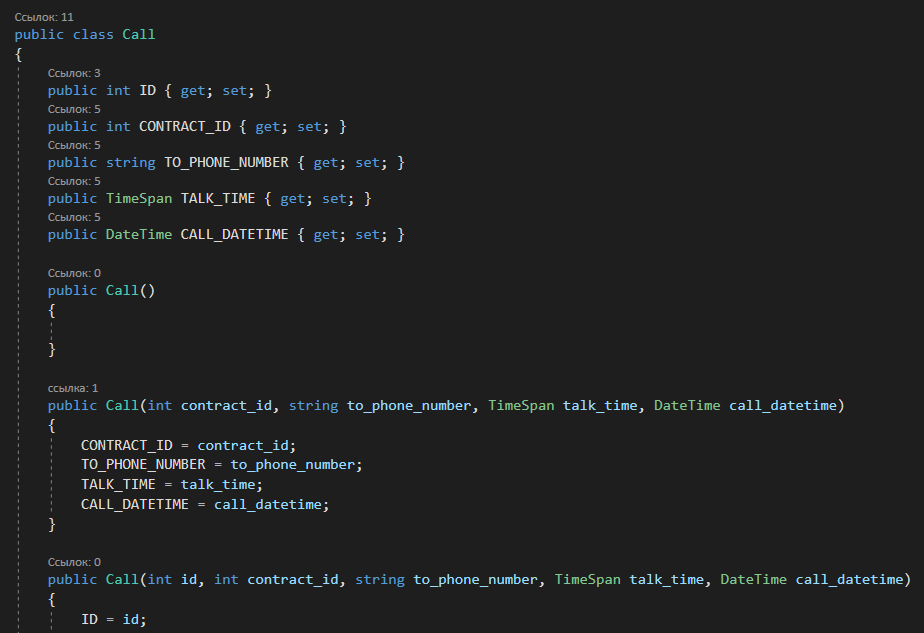 Ссылок: 11
public class Call
{
Ссылок: 3
public int ID { get; set; }
Ссылок: 5
public int CONTRACT_ID { get; set; }
Ссылок: 5
public string TO_PHONE_NUMBER { get; set; }
Ссылок: 5
public TimeSpan TALK_TIME { get; set; }
Ссылок: 5
public DateTime CALL_DATETIME { get; set; }
Ссылок: 0
public Call()
{
}
ссылка: 1
public Call(int contract_id, string to_phone_number, TimeSpan talk_time, DateTime call_datetime)
{
CONTRACT_ID = contract_id;
TO_PHONE_NUMBER = to_phone_number;
TALK_TIME = talk_time;
CALL_DATETIME = call_datetime;
}
Ссылок: 0
public Call(int id, int contract_id, string to_phone_number, TimeSpan talk_time, DateTime call_datetime)
{
ID = id;